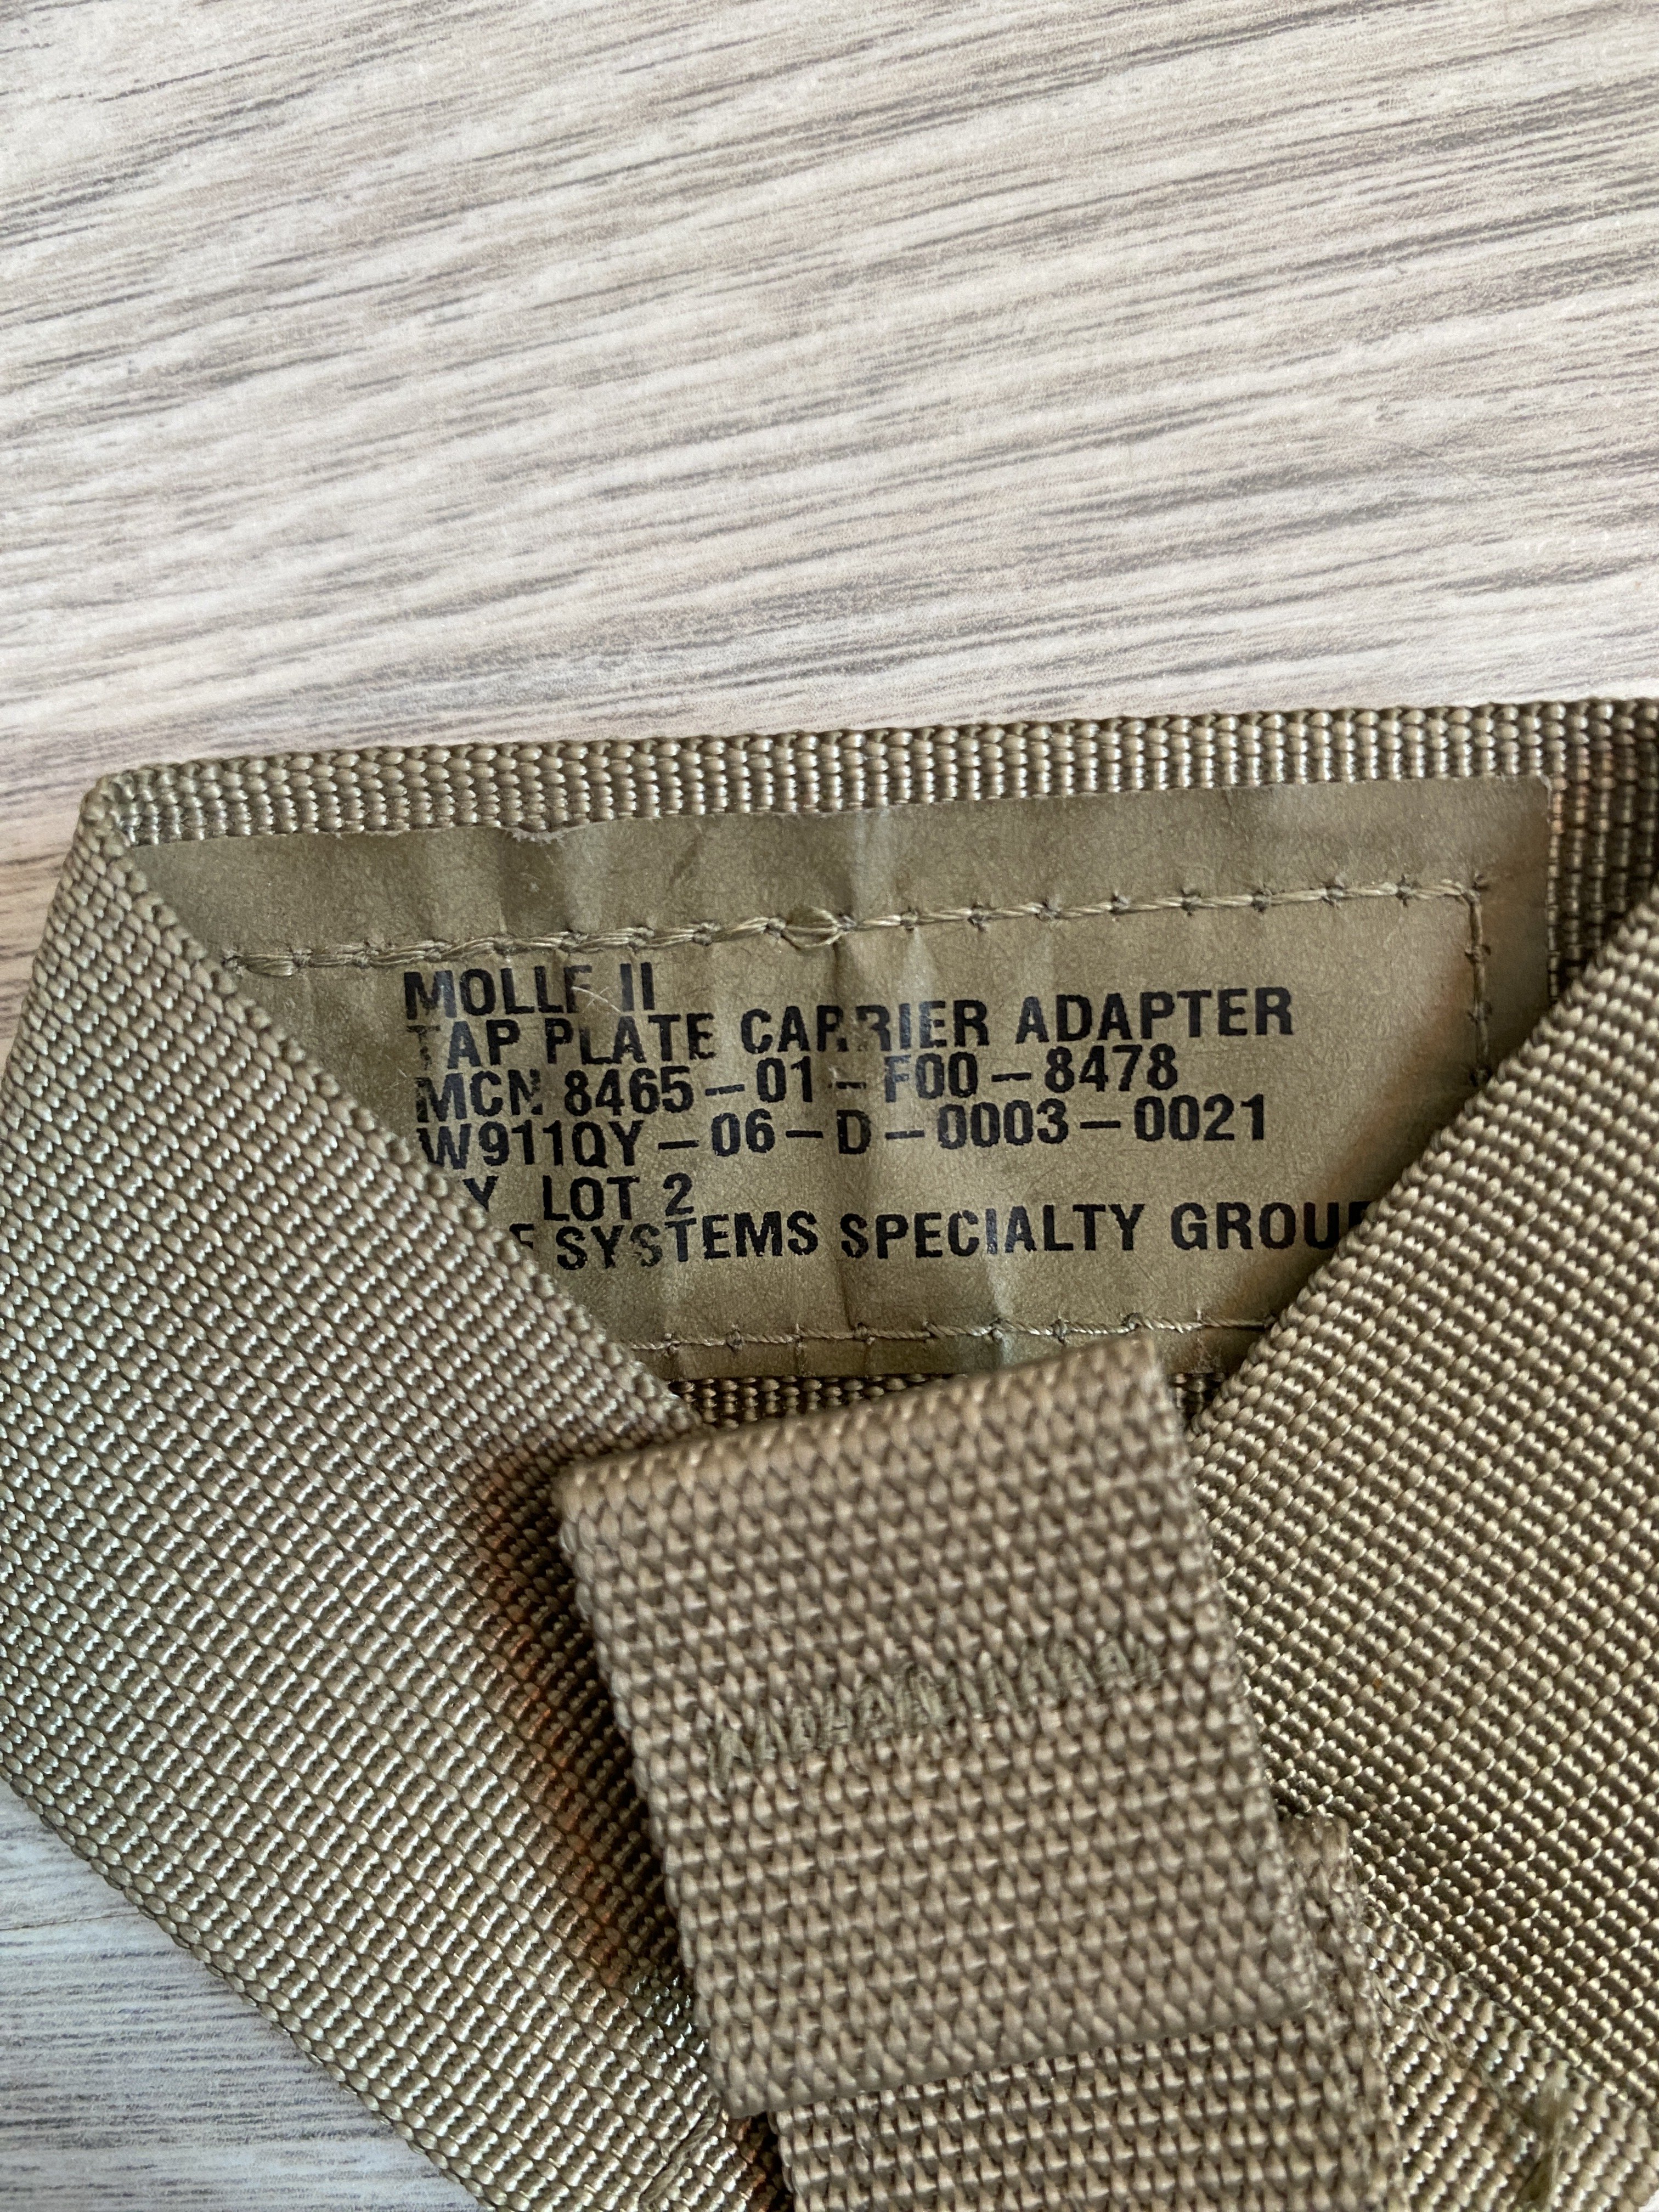 MOLLE II
TAP PLATE CARRIER ADAPTER
MCN 8465-01-F00-8478
W911QY-06-D-0003-0021
LOT 2
SYSTEMS SPECIALTY GROUP